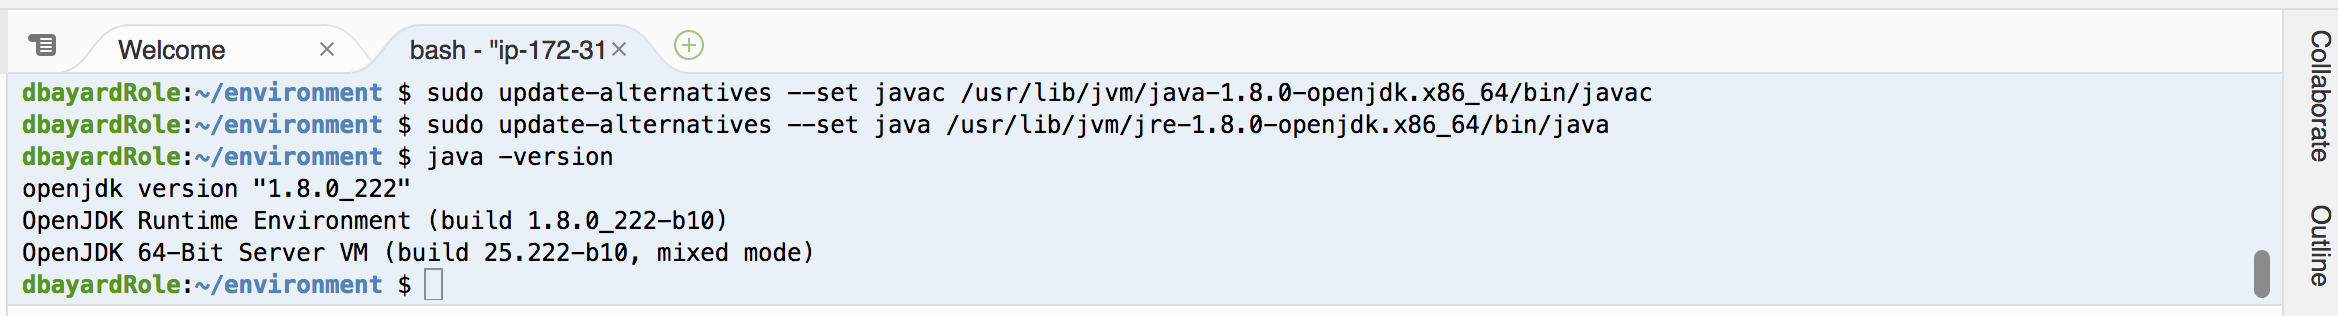 Welcome
bash - "ip-172-31
dbayardRole:~/environment $ sudo update-alternatives --set javac /usr/lib/jvm/java-1.8.0-openjdk.x86_64/bin/javac
dbayardRole:~/environment $ sudo update-alternatives --set java /usr/lib/jvm/jre-1.8.0-openjdk.x86_64/bin/java
dbayardRole:~/environment $ java -version
openjdk version "1.8.0_222"
OpenJDK Runtime Environment (build 1.8.0_222-b10)
OpenJDK 64-Bit Server VM (build 25.222-b10, mixed mode)
dbayardRole:~/environment $
Collaborate
Outline